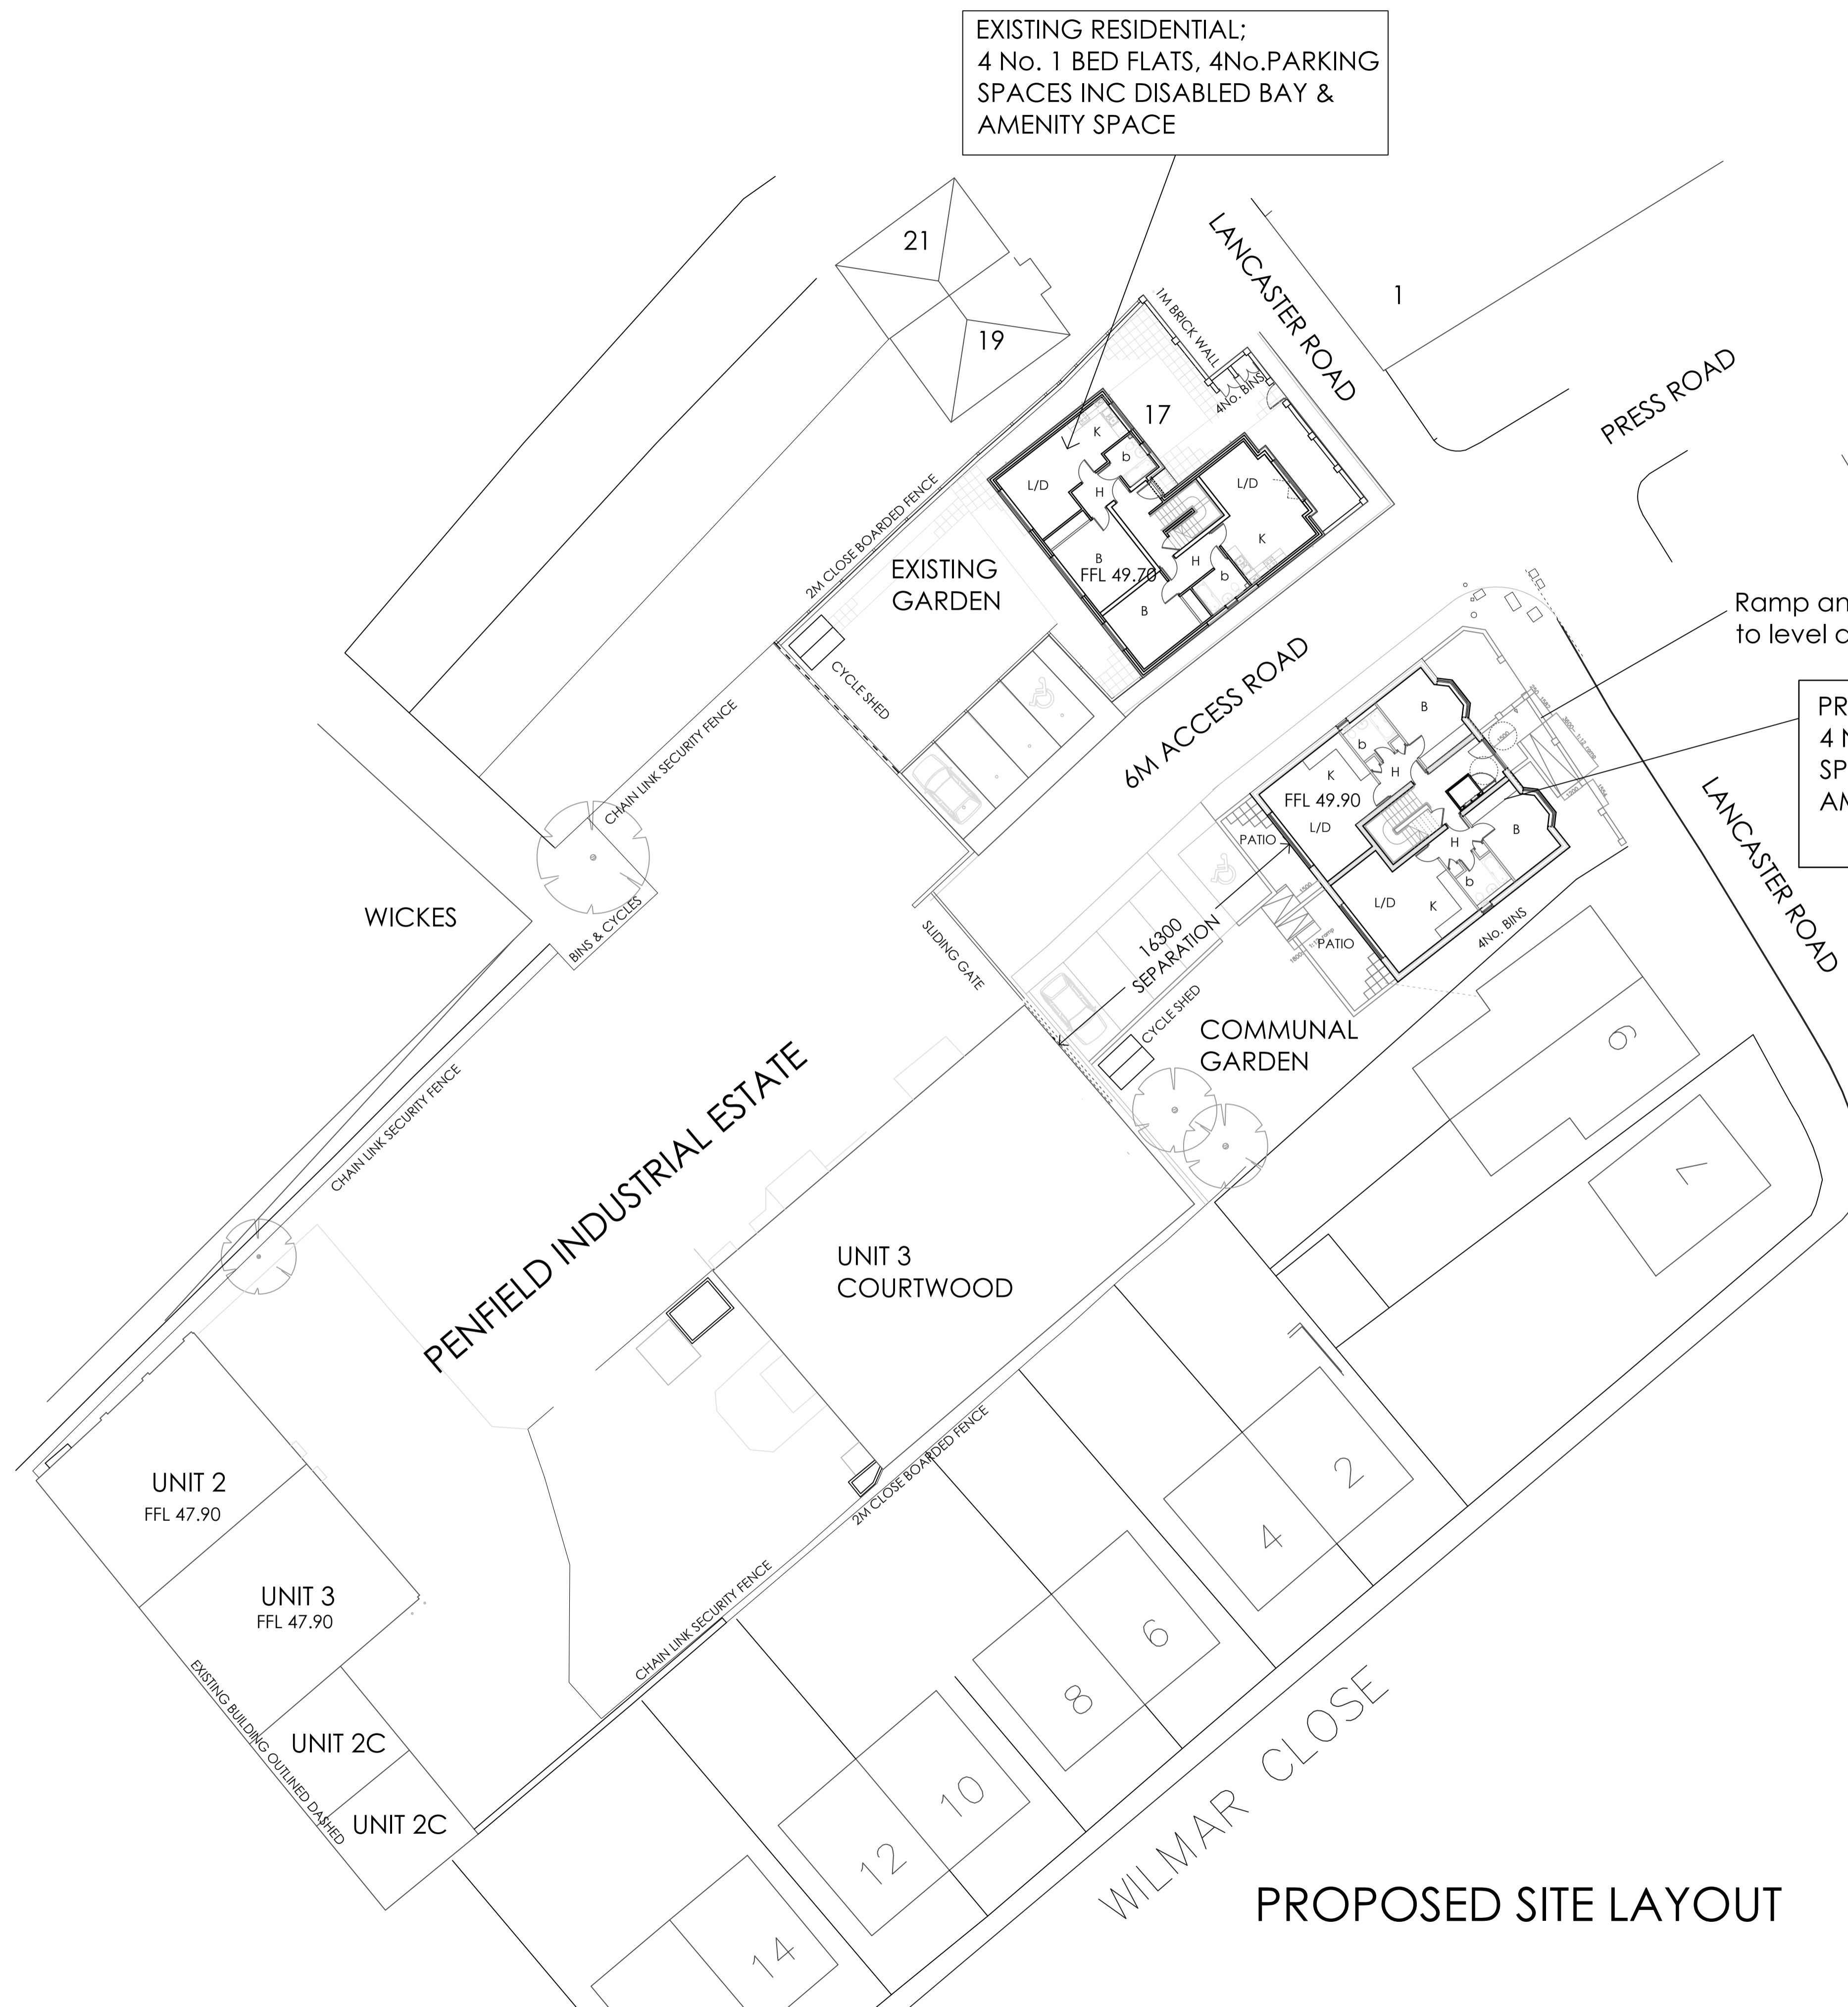 EXISTING RESIDENTIAL;
4 No. 1 BED FLATS, 4No.PARKING
SPACES INC DISABLED BAY &
AMENITY SPACE
21
19
LANCASTER ROAD
1
1M BRICK WALL
4No. BINS
17
PRESS ROAD
K
b
L/D
H
L/D
K
B
FFL 49.70
H
b
B
2M CLOSE BOARDED FENCE
EXISTING
GARDEN
CYCLE SHED
6M ACCESS ROAD
Ramp an
to level a
PR
4 N
SP
AM
B
b
K
H
FFL 49.90
L/D
PATIO
B
H
b
L/D
K
4No. BINS
PATIO
1:12 ramp
1500
1800
LANCASTER ROAD
CHAIN LINK SECURITY FENCE
WICKES
BINS & CYCLES
SLIDING GATE
16300
SEPARATION
CYCLE SHED
COMMUNAL
GARDEN
9
7
CHAIN LINK SECURITY FENCE
PENFIELD INDUSTRIAL ESTATE
UNIT 3
COURTWOOD
2M CLOSE BOARDED FENCE
2
4
UNIT 2
FFL 47.90
UNIT 3
FFL 47.90
CHAIN LINK SECURITY FENCE
6
8
EXISTING BUILDING OUTLINED DASHED
UNIT 2C
UNIT 2C
10
12
14
WILMAR CLOSE
PROPOSED SITE LAYOUT